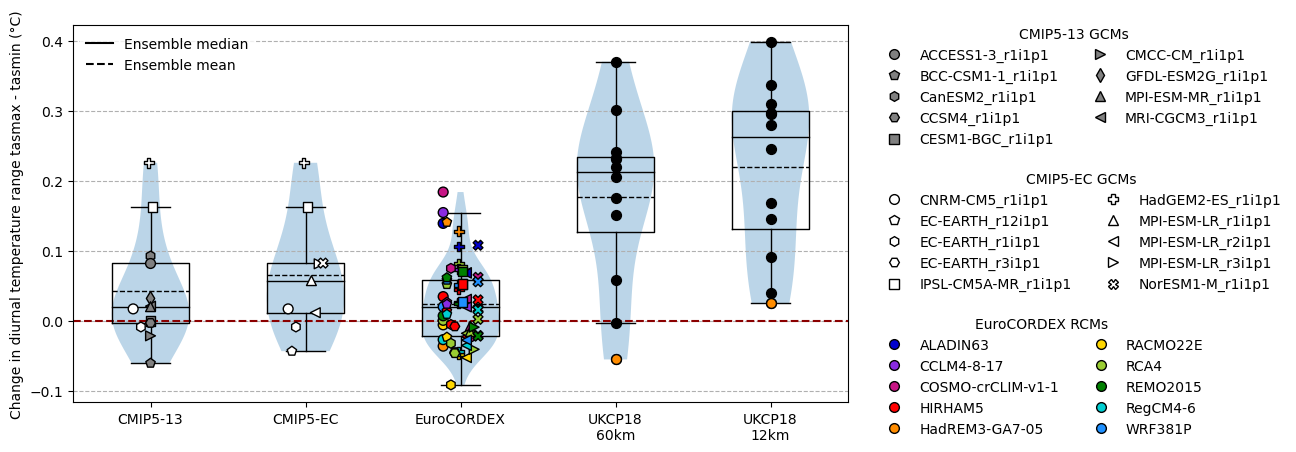 Change in diurnal temperature range tasmax - tasmin (°C)
0.4
0.3
0.2
0.1
0.0
−0.1
Ensemble median
Ensemble mean
CMIP5-13
CMIP5-EC
EuroCORDEX
UKCP18
60km
UKCP18
12km
CMIP5-13 GCMs
ACCESS1-3_r1i1p1
BCC-CSM1-1_r1i1p1
CanESM2_r1i1p1
CCSM4_r1i1p1
CESM1-BGC_r1i1p1
CMCC-CM_r1i1p1
GFDL-ESM2G_r1i1p1
MPI-ESM-MR_r1i1p1
MRI-CGCM3_r1i1p1
CMIP5-EC GCMs
CNRM-CM5_r1i1p1
EC-EARTH_r12i1p1
EC-EARTH_r1i1p1
EC-EARTH_r3i1p1
IPSL-CM5A-MR_r1i1p1
HadGEM2-ES_r1i1p1
MPI-ESM-LR_r1i1p1
MPI-ESM-LR_r2i1p1
MPI-ESM-LR_r3i1p1
NorESM1-M_r1i1p1
EuroCORDEX RCMs
ALADIN63
CCLM4-8-17
COSMO-crCLIM-v1-1
HIRHAM5
HadREM3-GA7-05
RACMO22E
RCA4
REMO2015
RegCM4-6
WRF381P